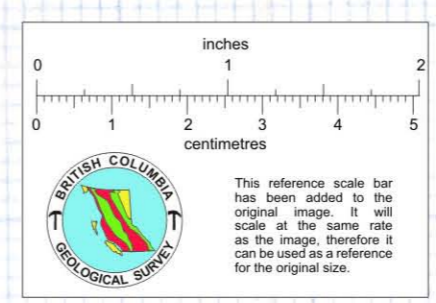 inches
0 1 2
0 1 2 3 4 5
centimetres
BRITISH COLUMBIA
GEOLOGICAL SURVEY
This reference scale bar
has been added to the
original image. It will
scale at the same rate
as the image, therefore it
can be used as a reference
for the original size.